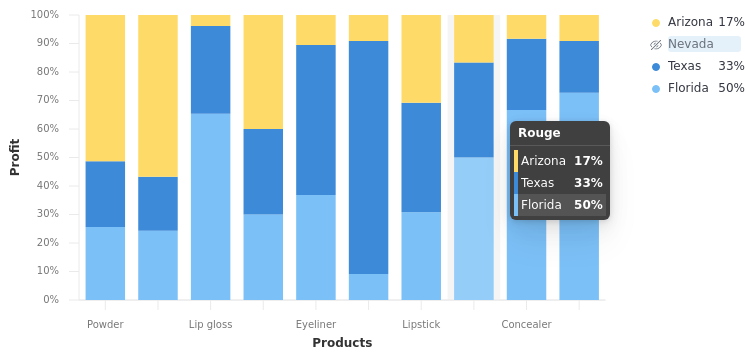 100%
90%
80%
70%
60%
50%
40%
30%
20%
10%
0%
Profit
Powder
Lip gloss
Eyeliner
Lipstick
Concealer
Products
Rouge
Arizona 17%
Texas 33%
Florida 50%
Arizona 17%
Nevada
Texas 33%
Florida 50%